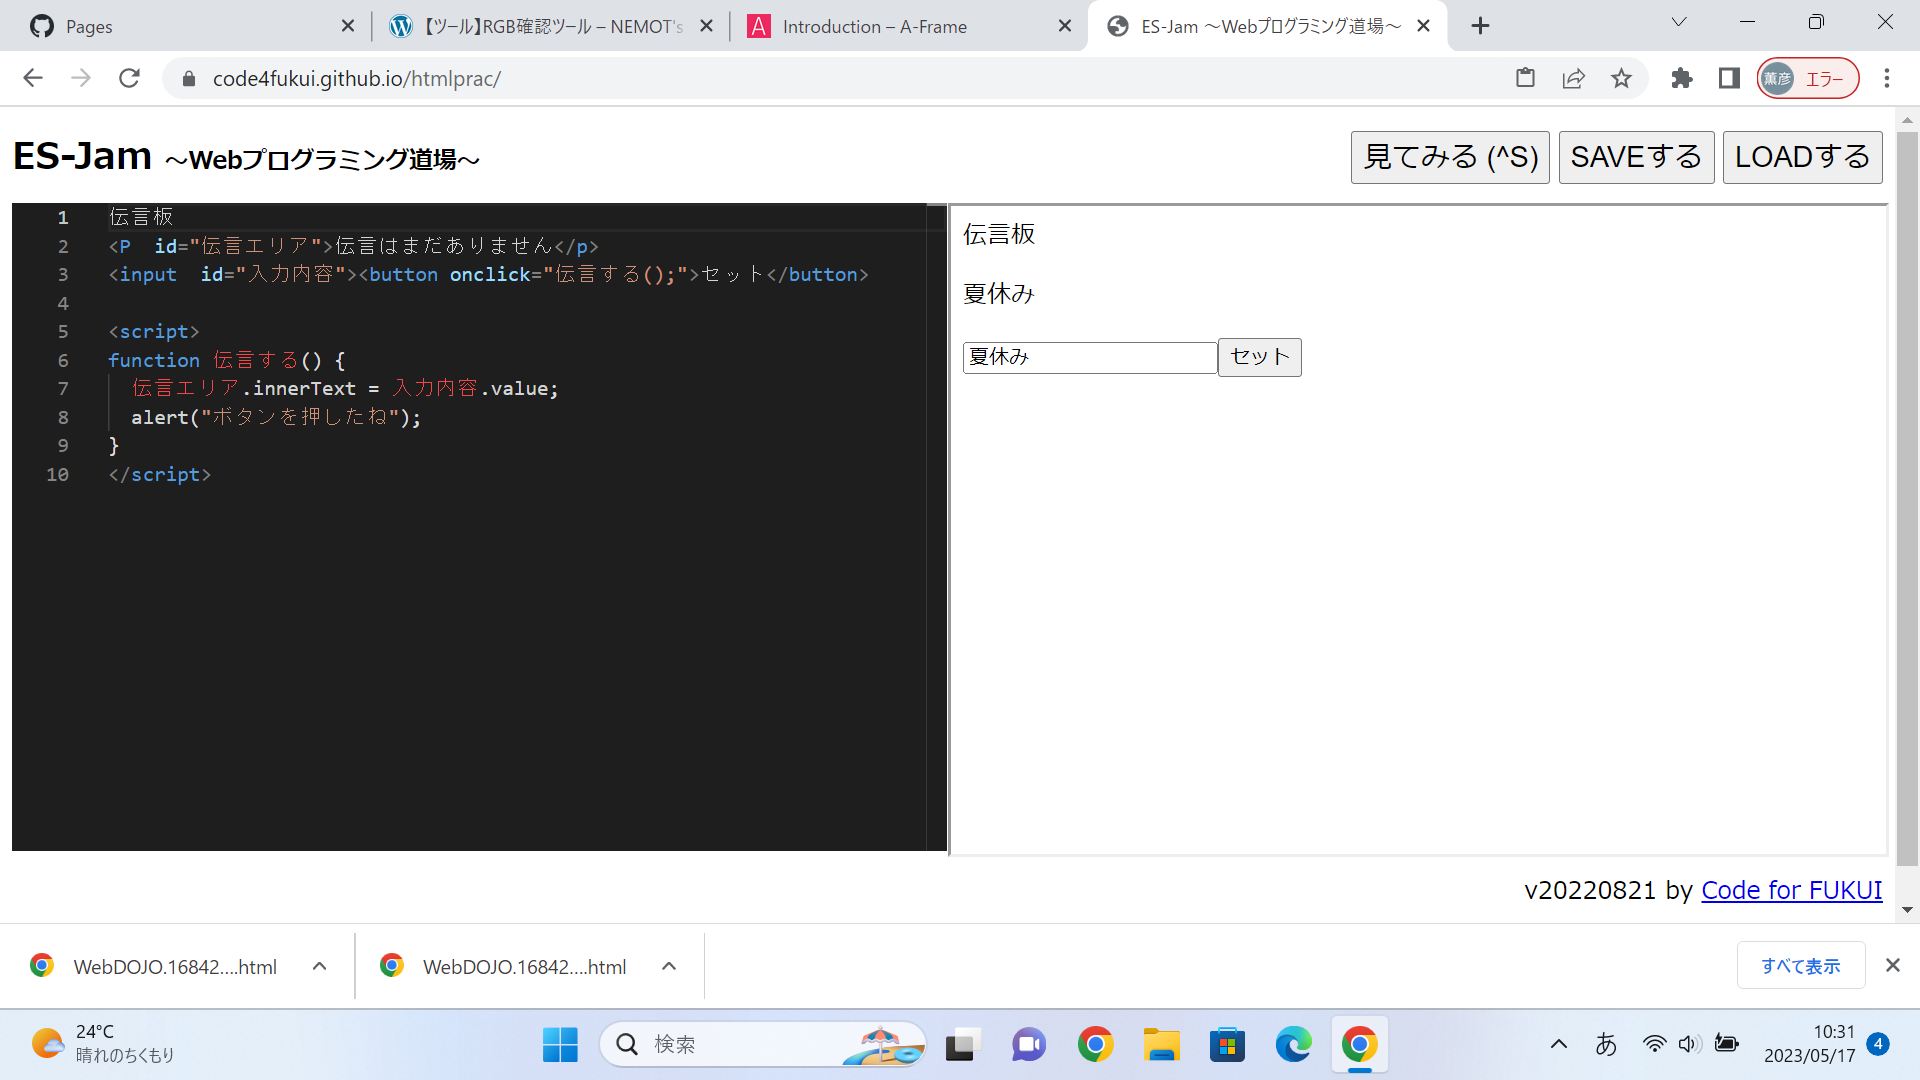 Pages
【ツール】RGB確認ツール – NEMOT's
Introduction – A-Frame
ES-Jam 〜Webプログラミング道場〜
code4fukui.github.io/htmlprac/
薫彦 エラー
ES-Jam 〜Webプログラミング道場〜
見てみる (^S)
SAVEする
LOADする
1 伝言板
2 <P  id="伝言エリア">伝言はまだありません</p>
3 <input  id="入力内容"><button onclick="伝言する();">セット</button>
4
5 <script>
6 function 伝言する() {
7   伝言エリア.innerText = 入力内容.value;
8   alert("ボタンを押したね");
9 }
10 </script>
伝言板
夏休み
夏休み セット
v20220821 by Code for FUKUI
WebDOJO.16842....html
WebDOJO.16842....html
すべて表示
24°C
晴れのちくもり
検索
あ
10:31
2023/05/17
4